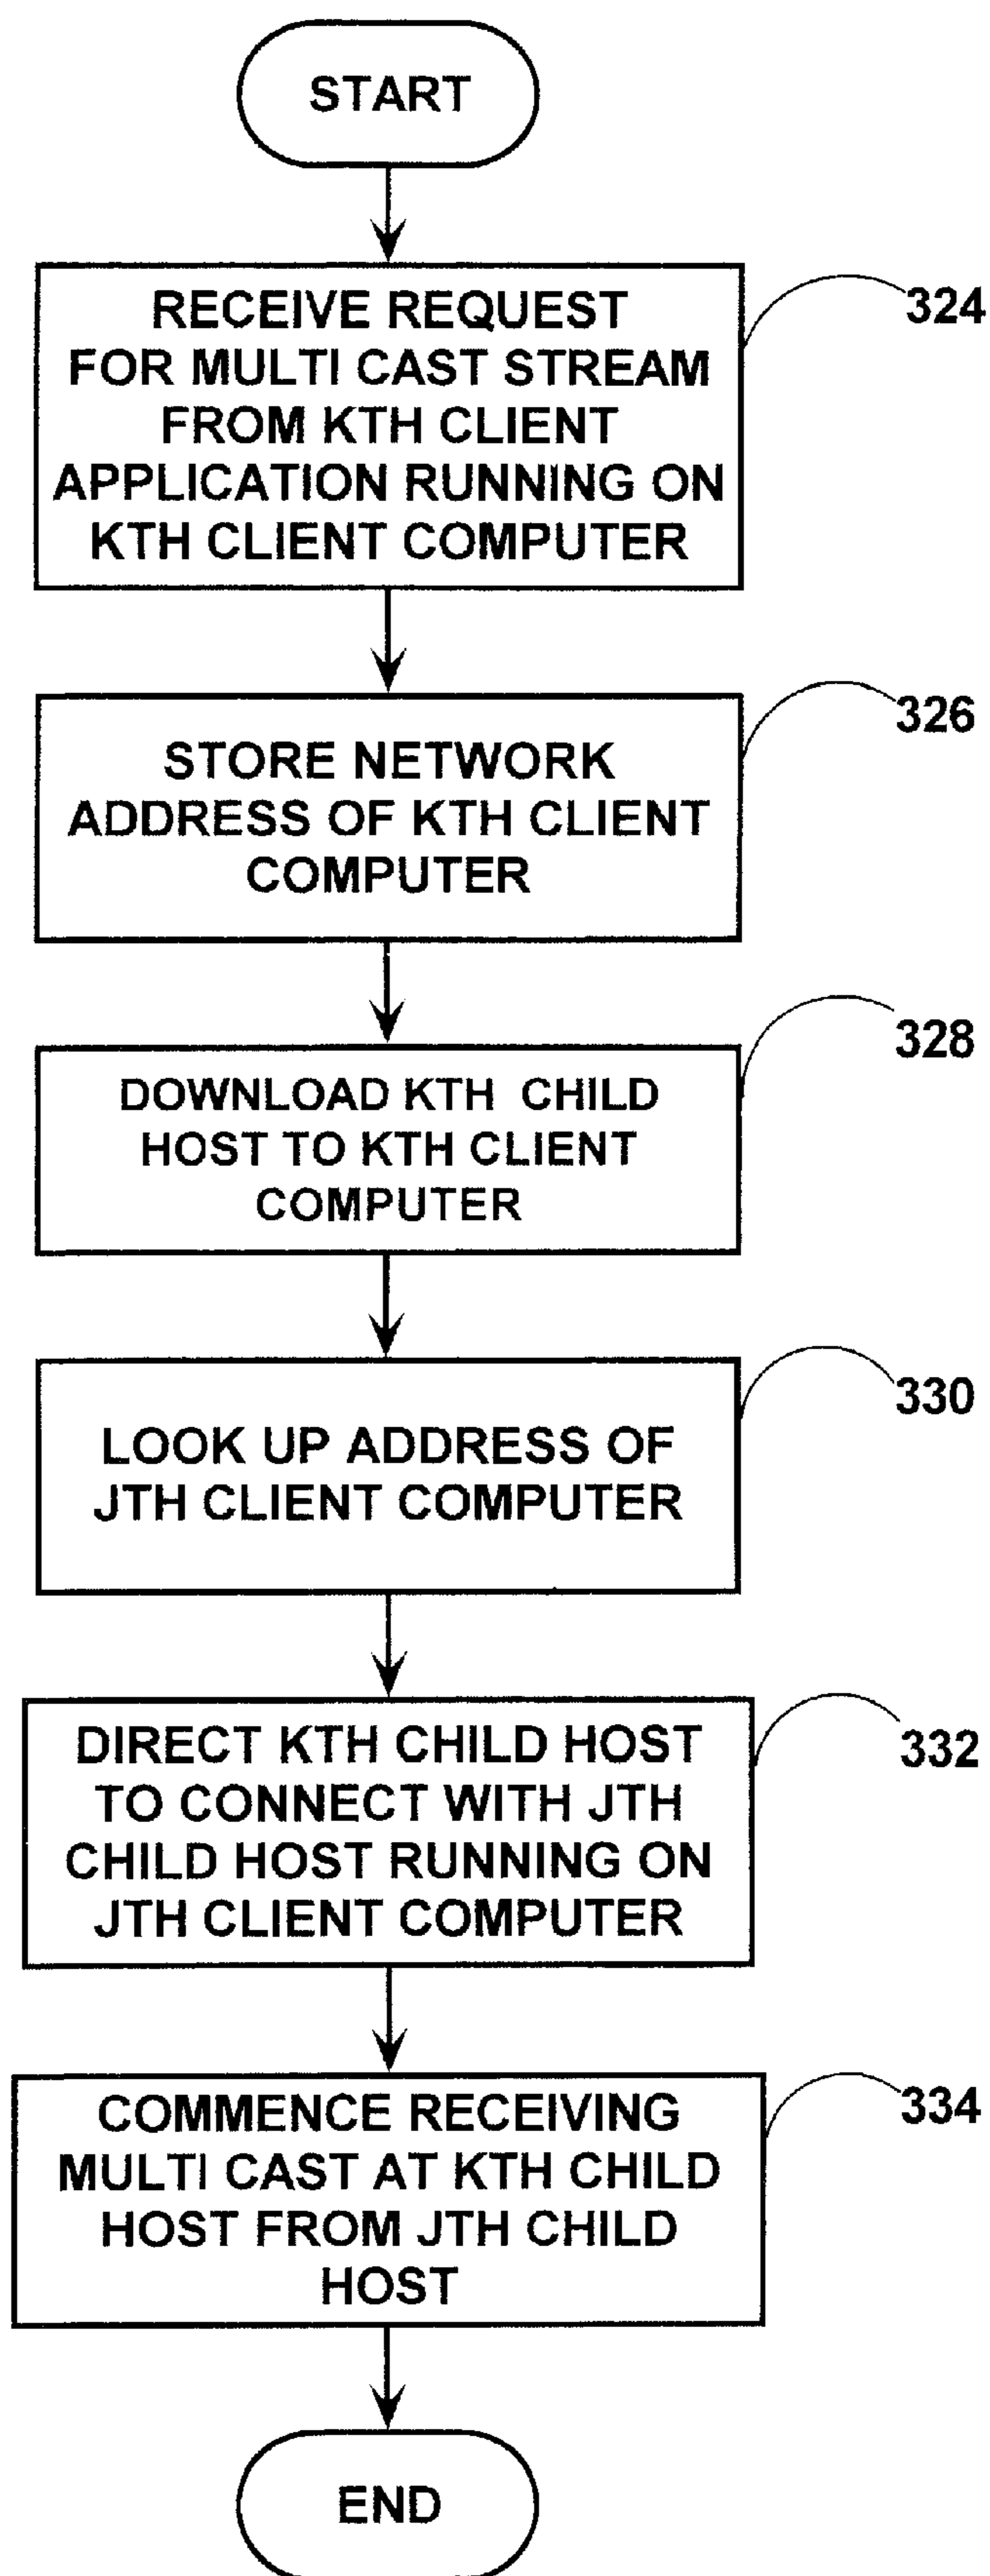 START
RECEIVE REQUEST
FOR MULTI CAST STREAM
FROM KTH CLIENT
APPLICATION RUNNING ON
KTH CLIENT COMPUTER
324
STORE NETWORK
ADDRESS OF KTH CLIENT
COMPUTER
326
DOWNLOAD KTH CHILD
HOST TO KTH CLIENT
COMPUTER
328
LOOK UP ADDRESS OF
JTH CLIENT COMPUTER
330
DIRECT KTH CHILD HOST
TO CONNECT WITH JTH
CHILD HOST RUNNING ON
JTH CLIENT COMPUTER
332
COMMENCE RECEIVING
MULTI CAST AT KTH CHILD
HOST FROM JTH CHILD
HOST
334
END